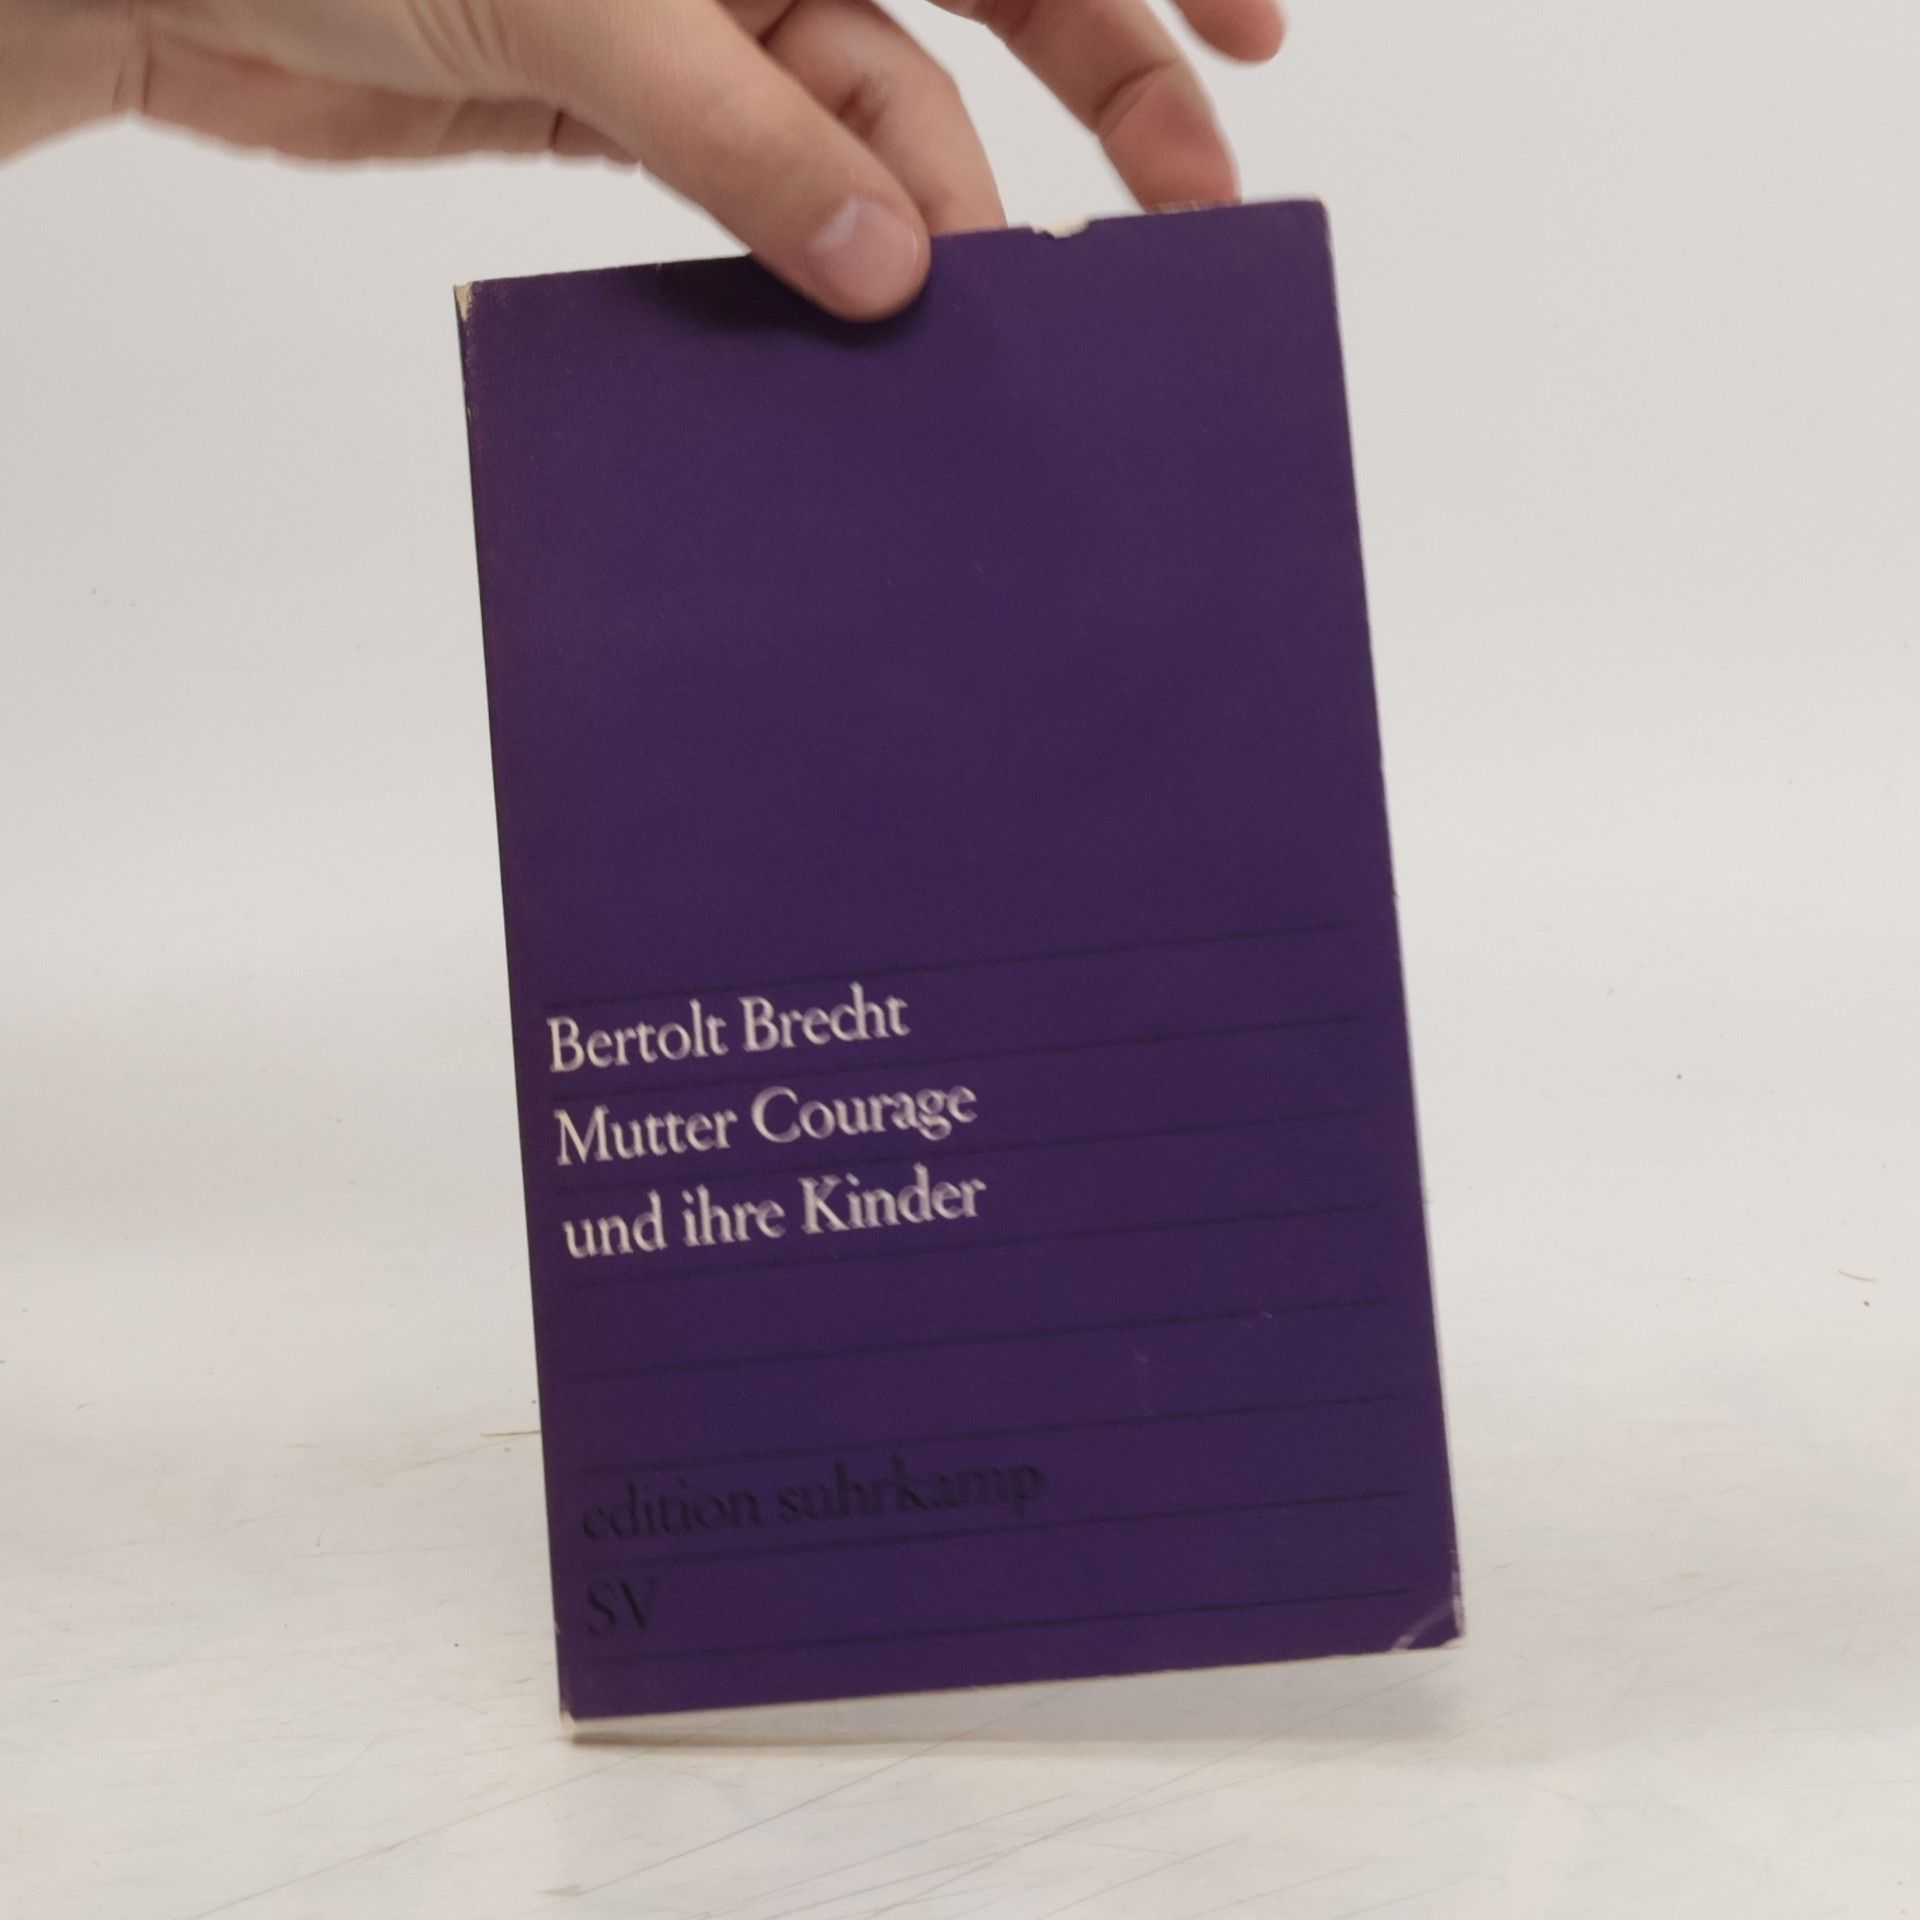 Bertolt Brecht
Mutter Courage
und ihre Kinder
edition suhrkamp
SV